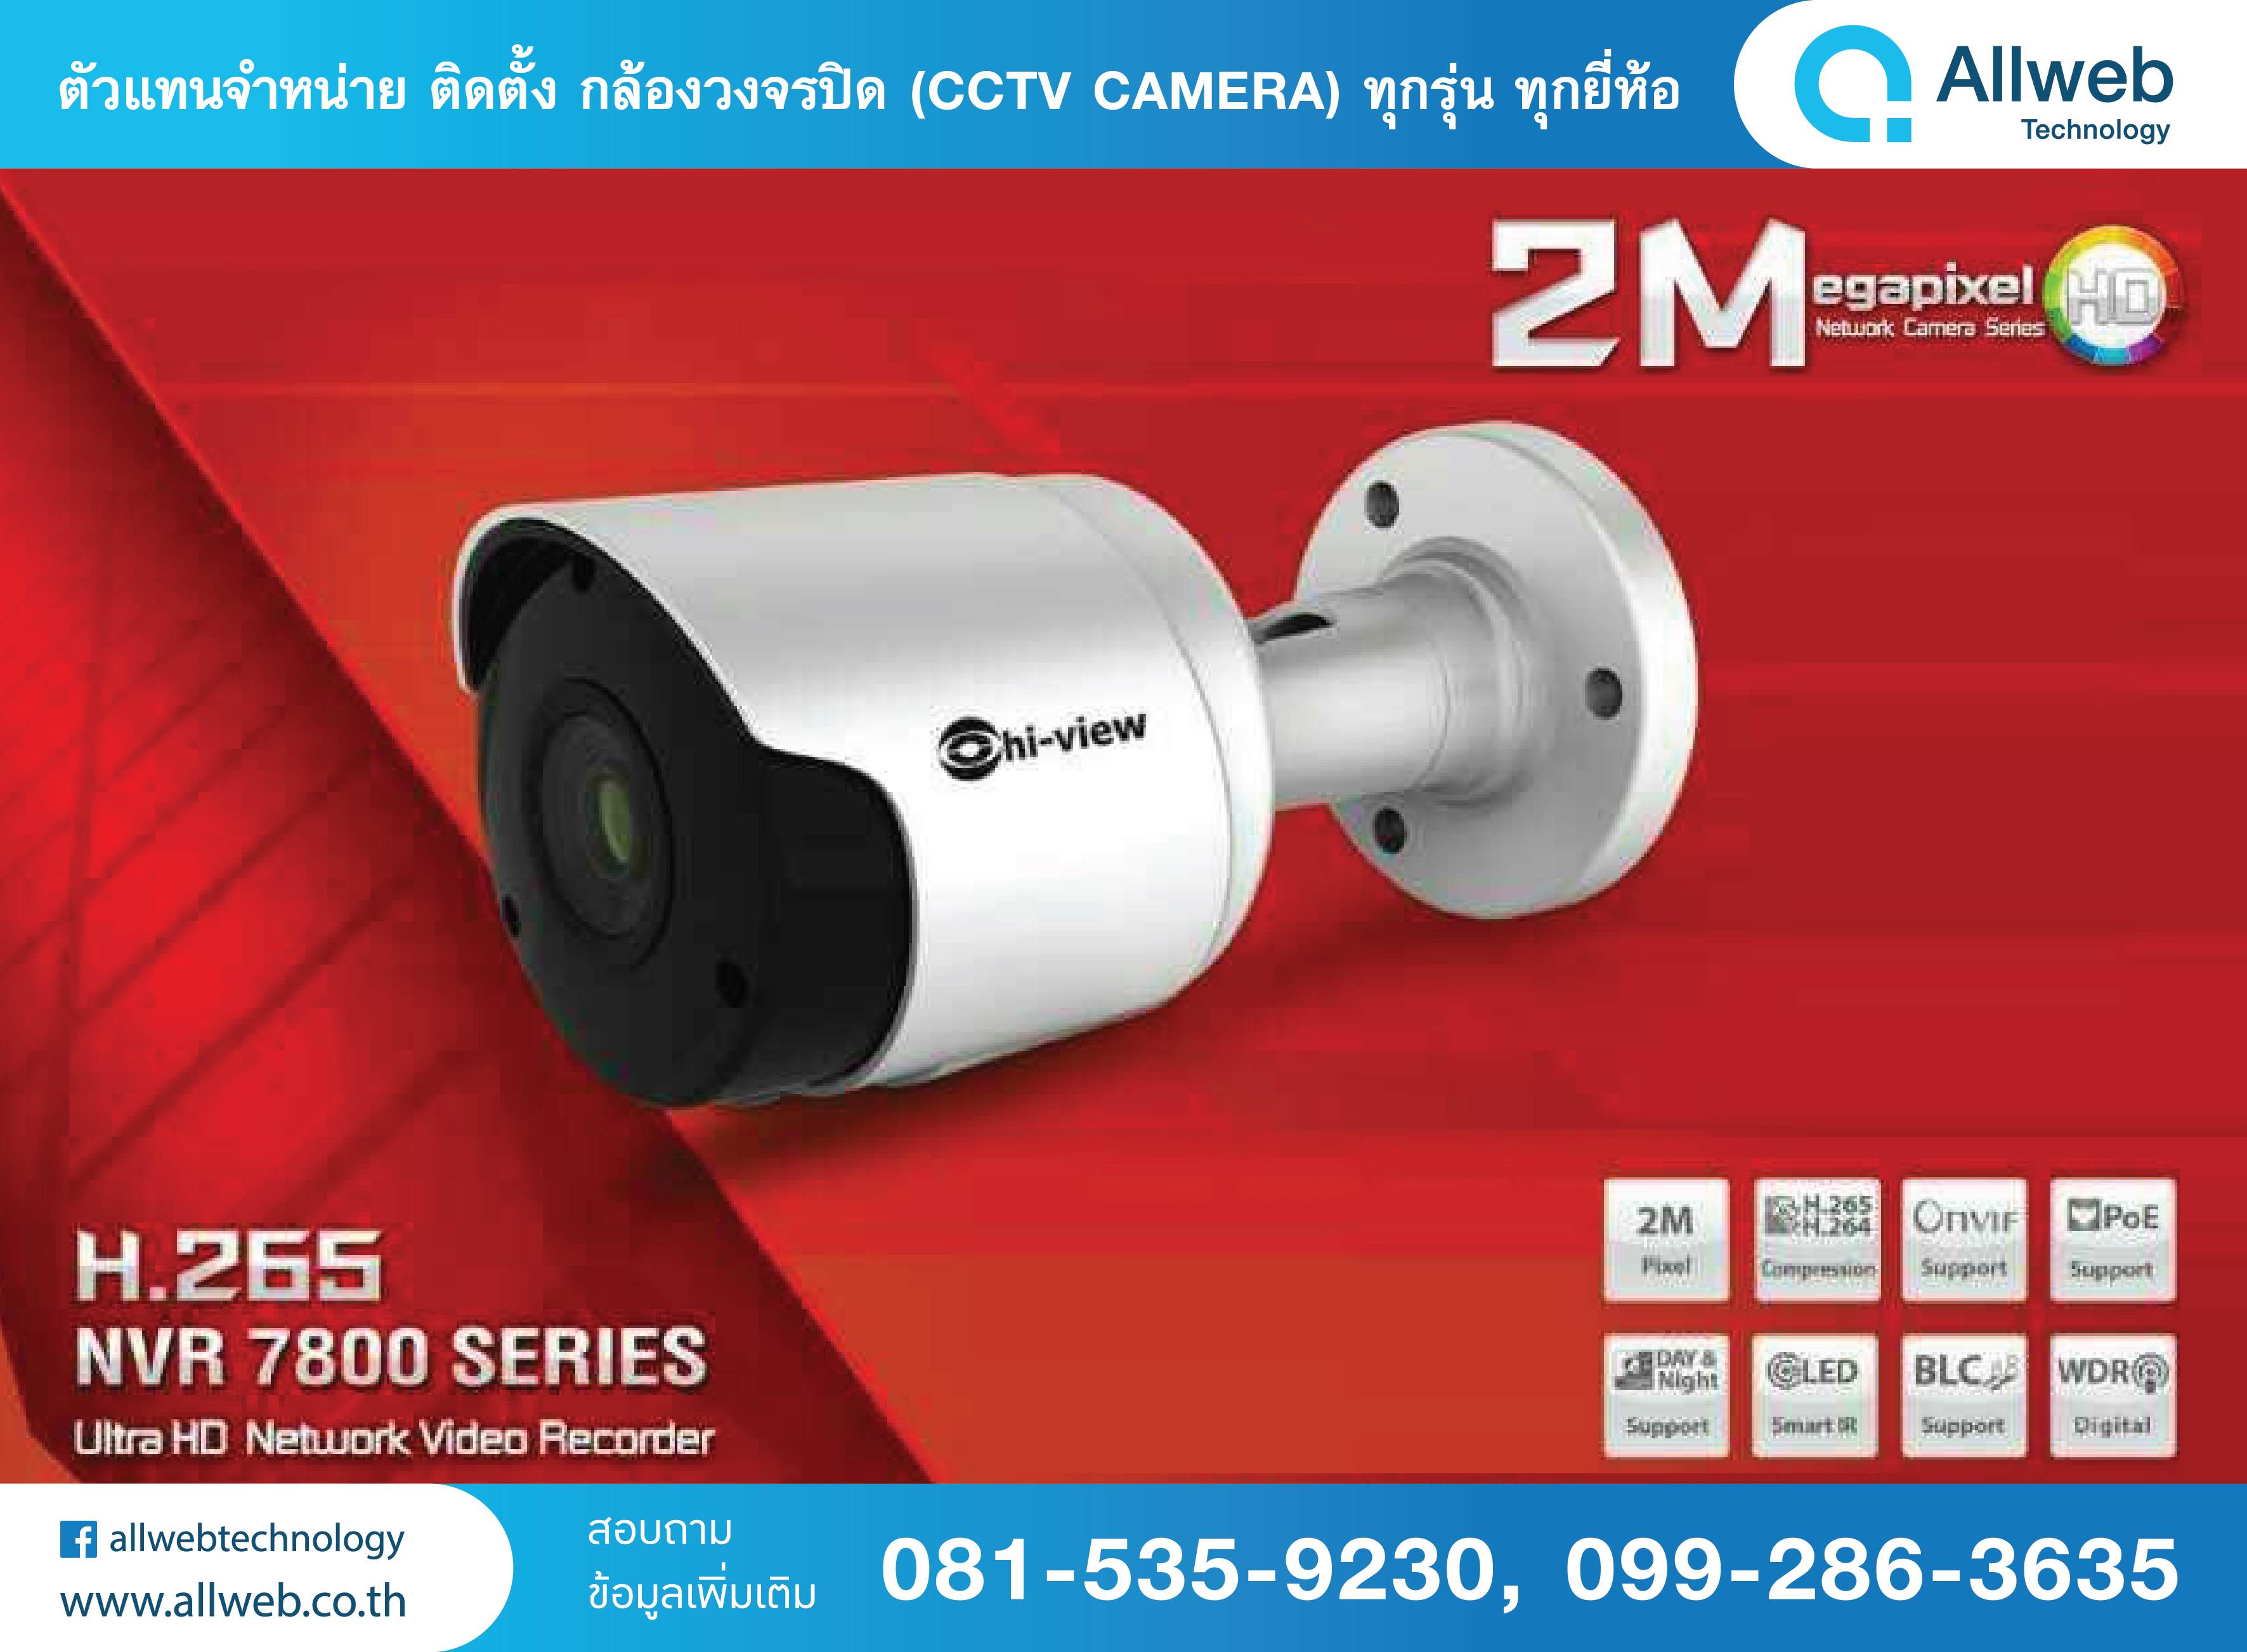 ตัวแทนจำหน่าย ติดตั้ง กล้องวงจรปิด (CCTV CAMERA) ทุกรุ่น ทุกยี่ห้อ
Allweb
Technology
2Megapixel
Network Camera Series
HD
hi-view
H.265
NVR 7800 SERIES
Ultra HD Network Video Recorder
2M
Pixel
H.265
H.264
Compression
ONVIF
Support
PoE
Support
DAY &
Night
Support
LED
Smart IR
BLC
Support
WDR
Digital
allwebtechnology
www.allweb.co.th
สอบถาม
ข้อมูลเพิ่มเติม
081-535-9230, 099-286-3635